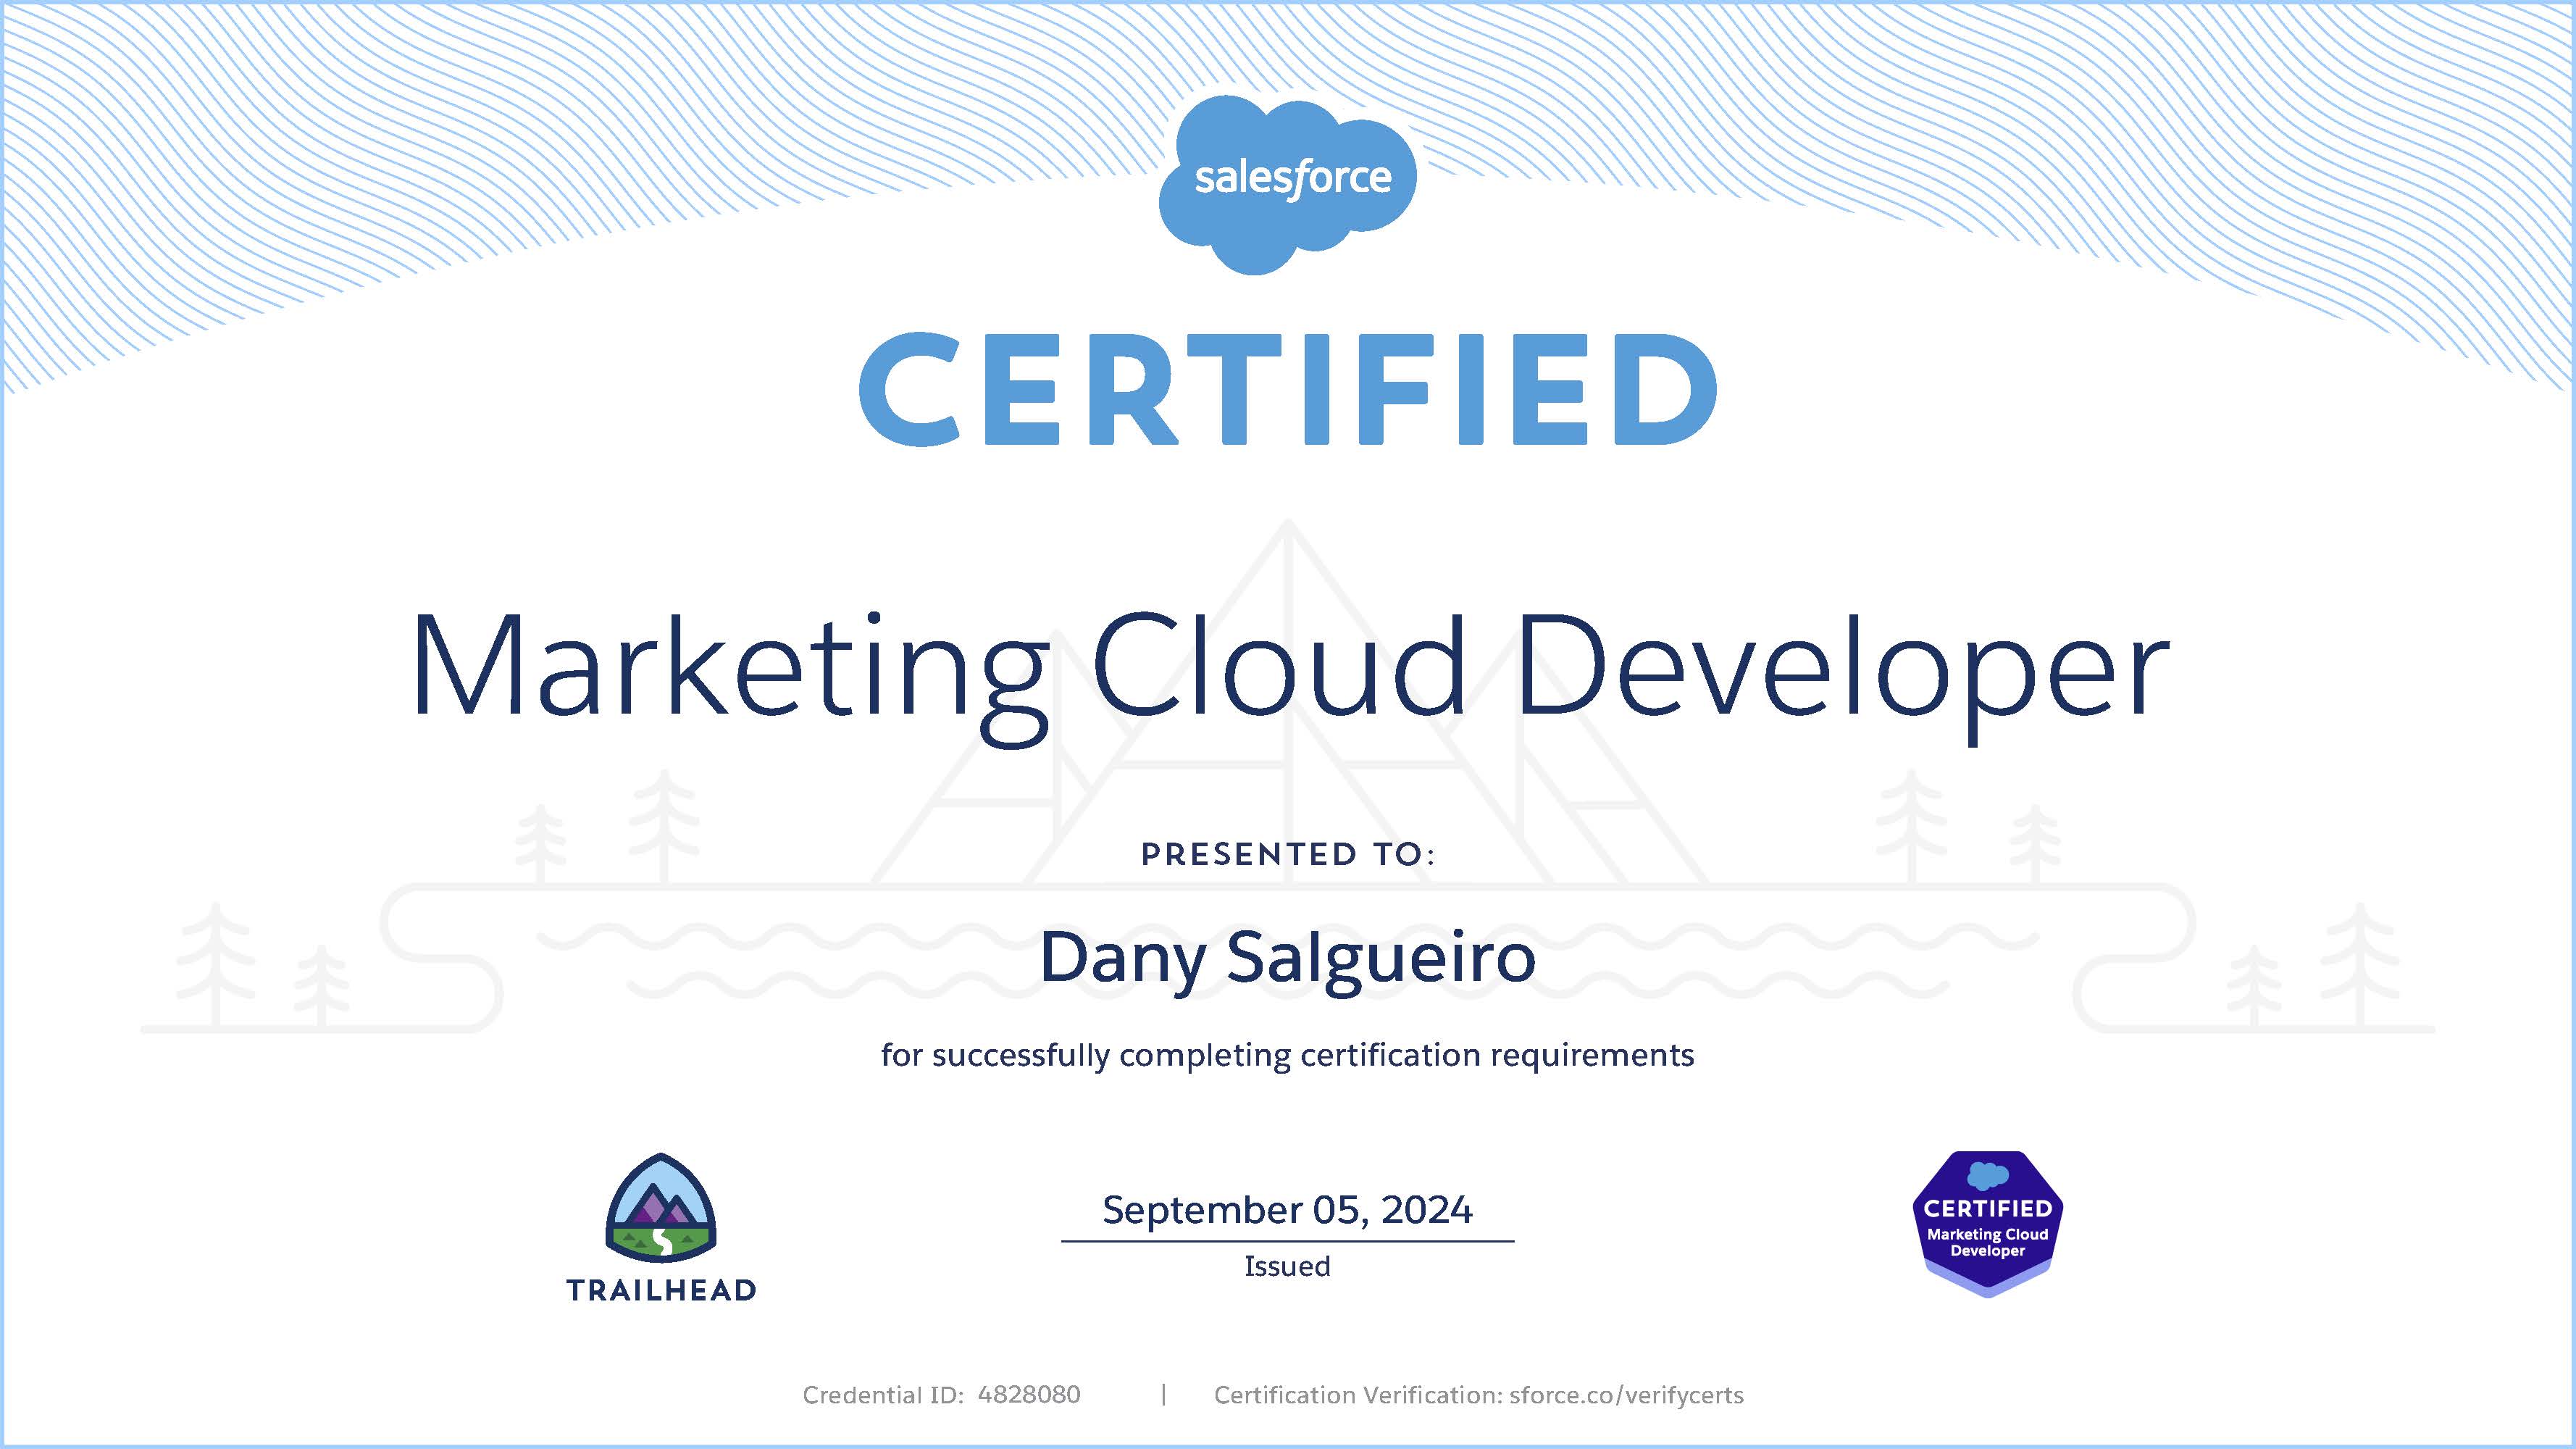 salesforce
CERTIFIED
Marketing Cloud Developer
PRESENTED TO:
Dany Salgueiro
for successfully completing certification requirements
September 05, 2024
Issued
TRAILHEAD
CERTIFIED
Marketing Cloud
Developer
Credential ID: 4828080 | Certification Verification: sforce.co/verifycerts